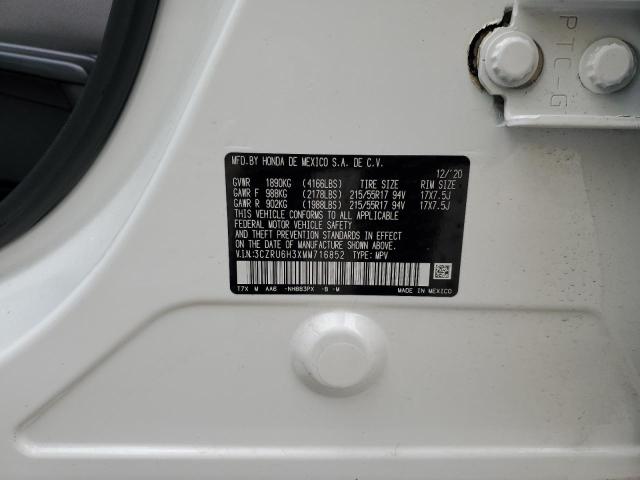 PTC-G
MFD.BY HONDA DE MEXICO S.A. DE C.V. 12/'20
GVWR 1890KG (4166LBS) TIRE SIZE RIM SIZE
GAWR F 988KG (2178LBS) 215/55R17 94V 17X7.5J
GAWR R 902KG (1988LBS) 215/55R17 94V 17X7.5J
THIS VEHICLE CONFORMS TO ALL APPLICABLE
FEDERAL MOTOR VEHICLE SAFETY
AND THEFT PREVENTION STANDARDS IN EFFECT
ON THE DATE OF MANUFACTURE SHOWN ABOVE.
V.I.N:3CZRU6H3XMM716852 TYPE: MPV
T7X M AA6 -NH883PX -B -M MADE IN MEXICO